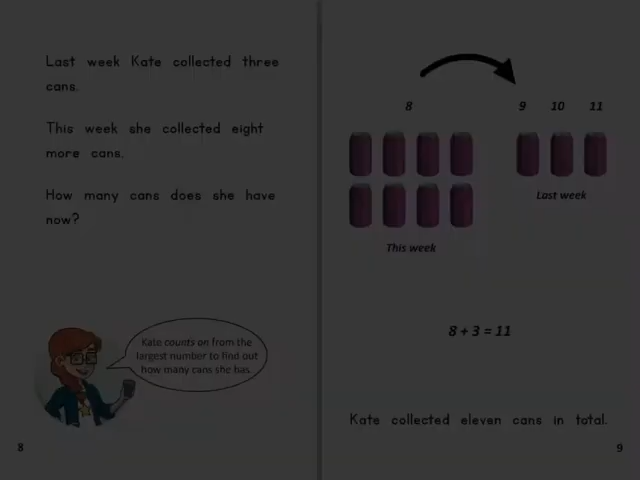 Last week Kate collected three
cans.
This week she collected eight
more cans.
How many cans does she have
now?
Kate counts on from the
largest number to find out
how many cans she has.
8
8
9 10 11
Last week
This week
8 + 3 = 11
Kate collected eleven cans in total.
9